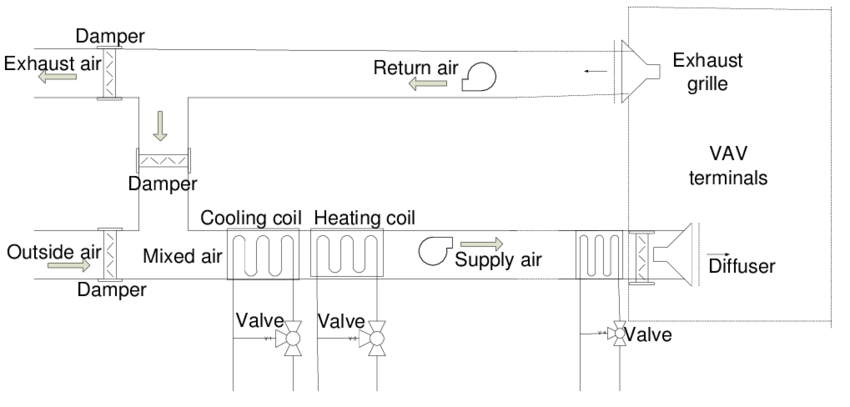 Damper
Exhaust air
Return air
Exhaust
grille
VAV
terminals
Damper
Cooling coil
Heating coil
Outside air
Mixed air
Supply air
Diffuser
Damper
Valve
Valve
Valve